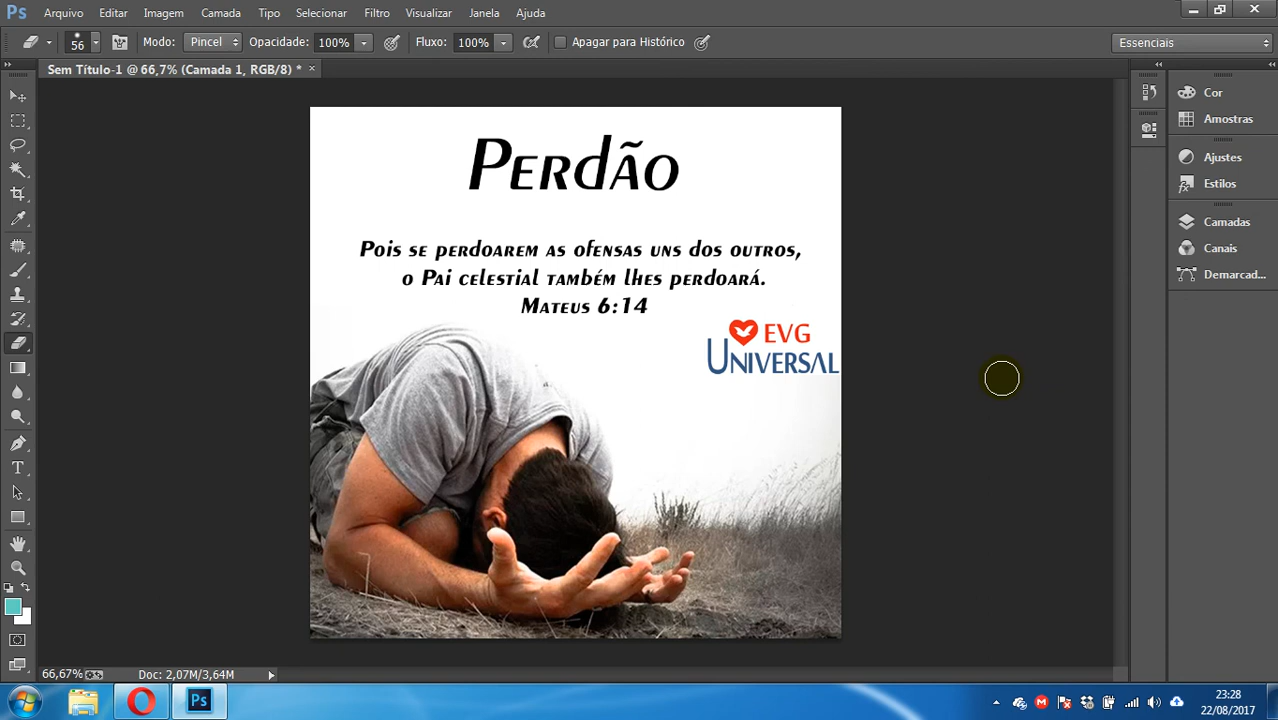 Ps Arquivo Editar Imagem Camada Tipo Selecionar Filtro Visualizar Janela Ajuda
56 Modo: Pincel Opacidade: 100% Fluxo: 100% Apagar para Histórico Essenciais
Sem Título-1 @ 66,7% (Camada 1, RGB/8) * ×
Cor
Amostras
Ajustes
Estilos
Camadas
Canais
Demarcad...
Perdão
Pois se perdoarem as ofensas uns dos outros,
o Pai celestial também lhes perdoará.
Mateus 6:14
EVG
UNIVERSAL
66,67% Doc: 2,07M/3,64M
Ps
23:28
22/08/2017